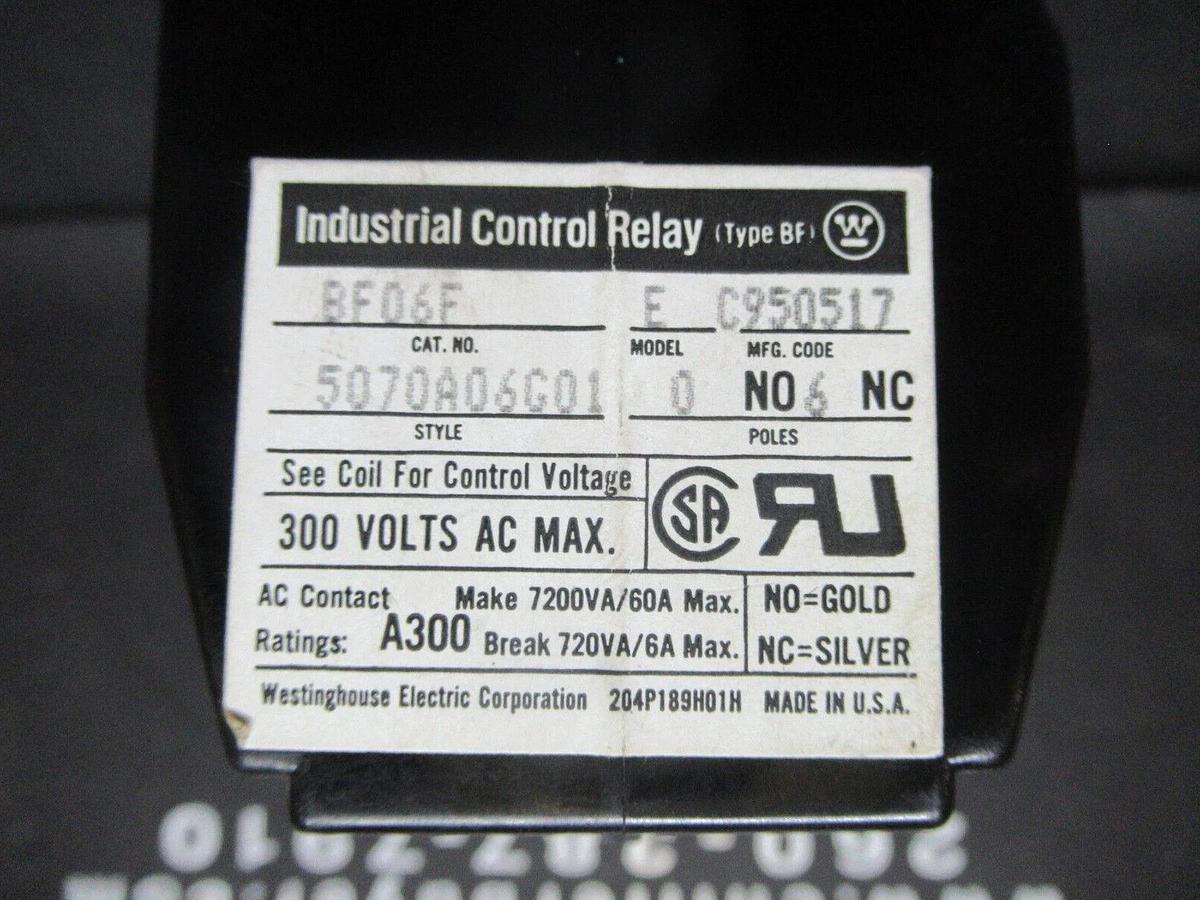 Industrial Control Relay (Type BF) W
BF06F E C950517
CAT. NO. MODEL MFG. CODE
5070A06G01 0 NO 6 NC
STYLE POLES
See Coil For Control Voltage
300 VOLTS AC MAX.
CSA UR
AC Contact Make 7200VA/60A Max. NO=GOLD
Ratings: A300 Break 720VA/6A Max. NC=SILVER
Westinghouse Electric Corporation 204P189H01H MADE IN U.S.A.